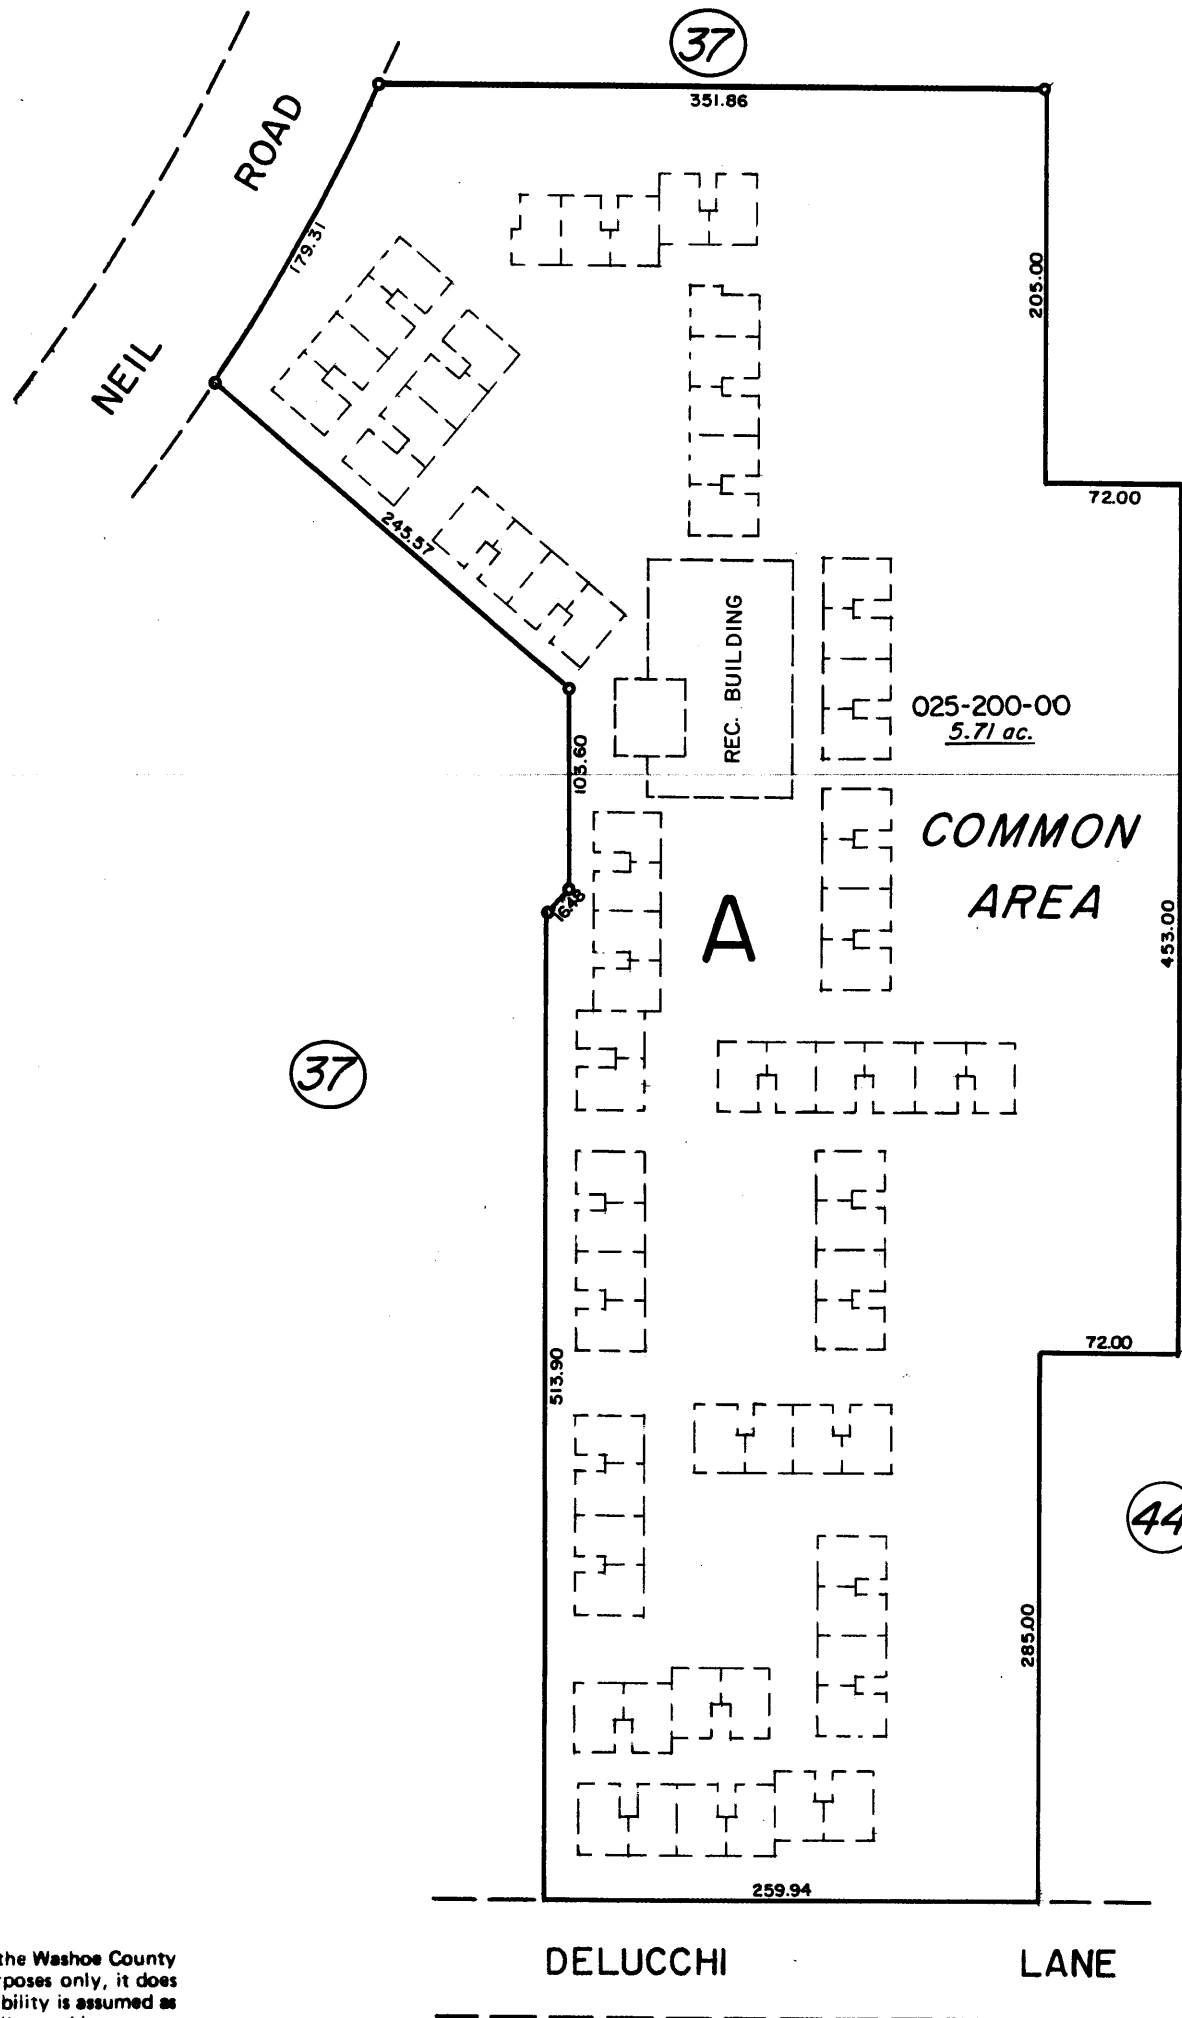 37
351.86
NEIL ROAD
179.31
205.00
72.00
245.57
REC. BUILDING
025-200-00
5.71 ac.
103.60
COMMON
AREA
A
16.48
453.00
37
72.00
513.90
44
285.00
259.94
DELUCCHI LANE
the Washoe County
poses only, it does
bility is assumed as